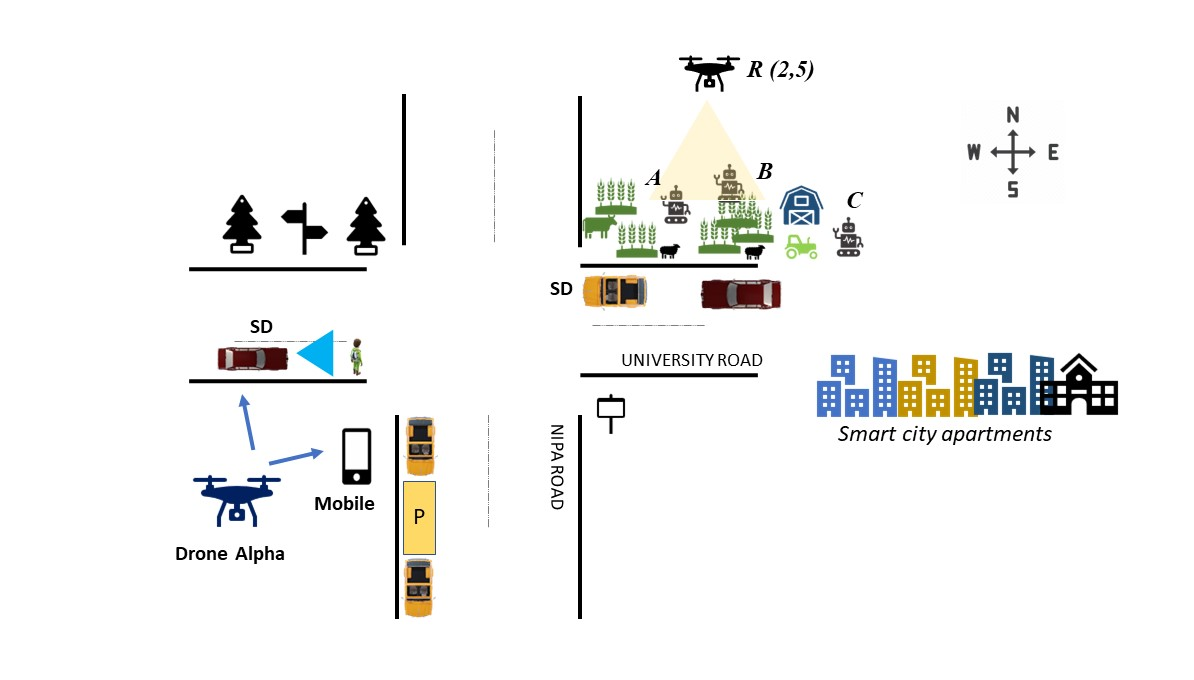 R (2,5)
N
W E
S
A
B
C
SD
SD
UNIVERSITY ROAD
NIPA ROAD
Smart city apartments
Mobile
P
Drone Alpha